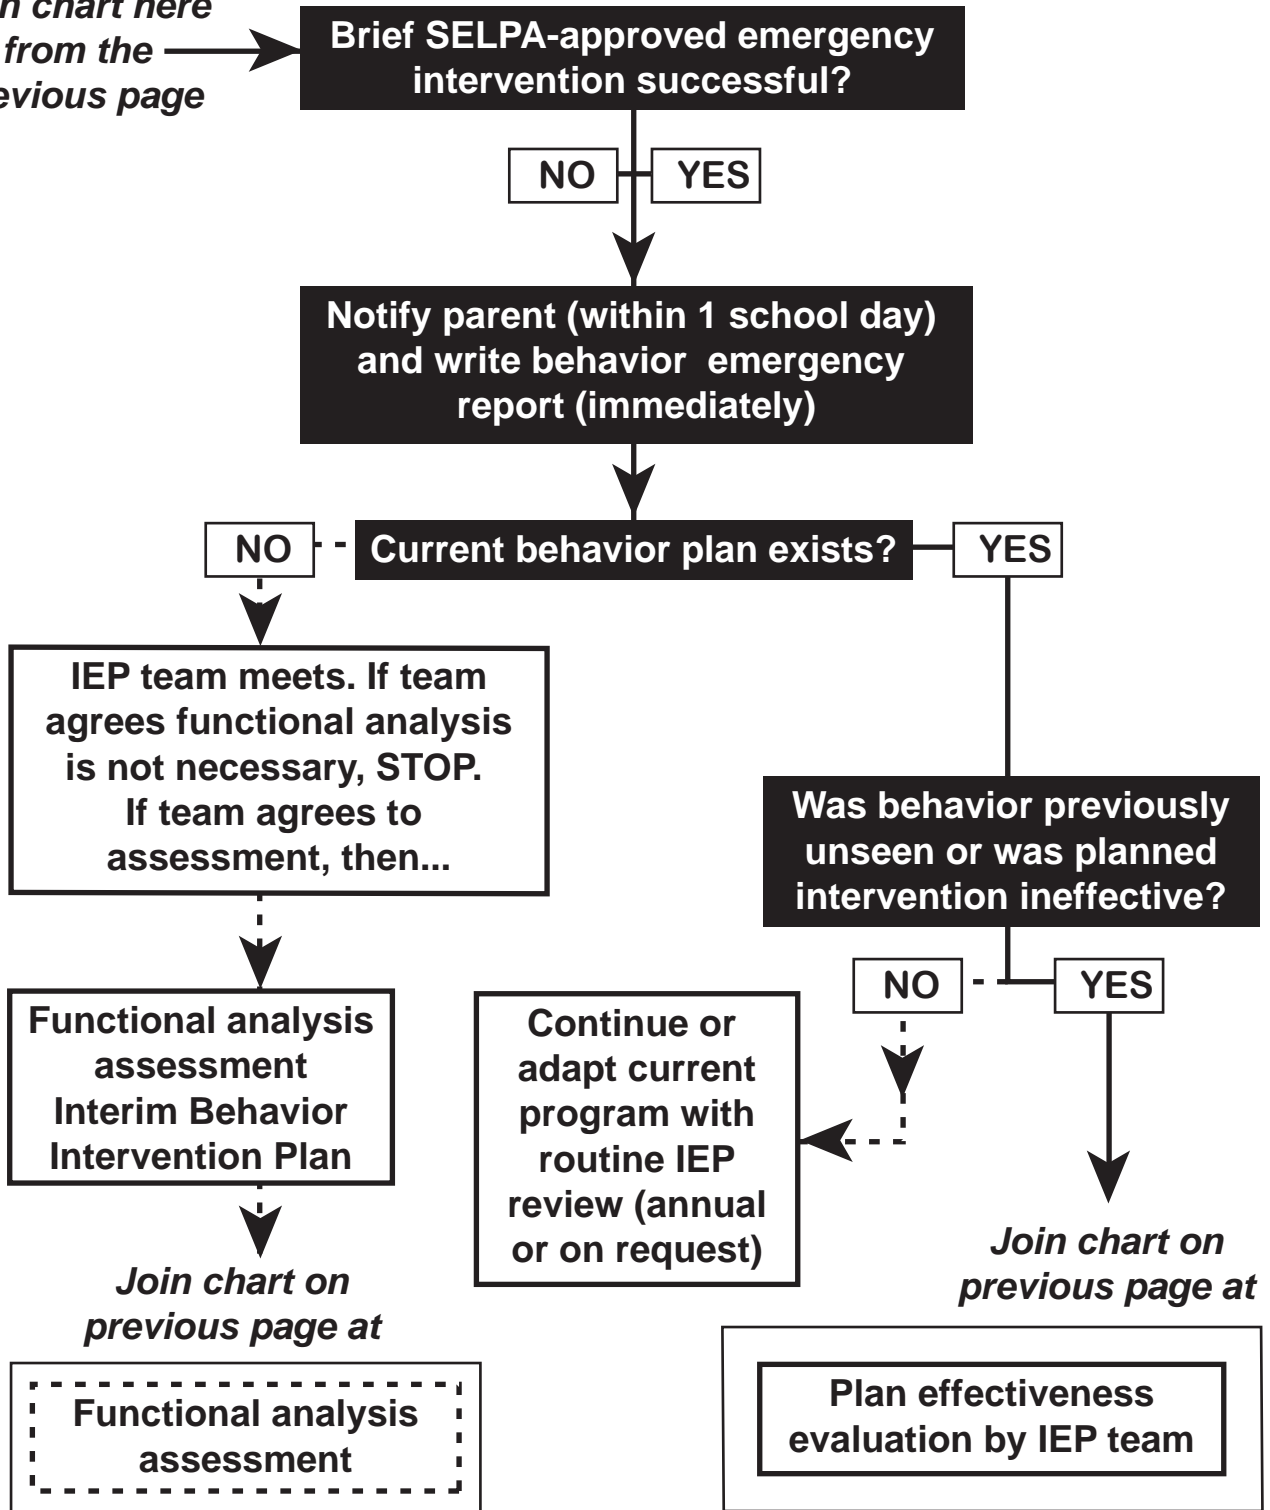 n chart here
from the
evious page
Brief SELPA-approved emergency
intervention successful?
NO YES
Notify parent (within 1 school day)
and write behavior emergency
report (immediately)
NO Current behavior plan exists? YES
IEP team meets. If team
agrees functional analysis
is not necessary, STOP.
If team agrees to
assessment, then...
Was behavior previously
unseen or was planned
intervention ineffective?
NO YES
Functional analysis
assessment
Interim Behavior
Intervention Plan
Continue or
adapt current
program with
routine IEP
review (annual
or on request)
Join chart on
previous page at
Functional analysis
assessment
Join chart on
previous page at
Plan effectiveness
evaluation by IEP team